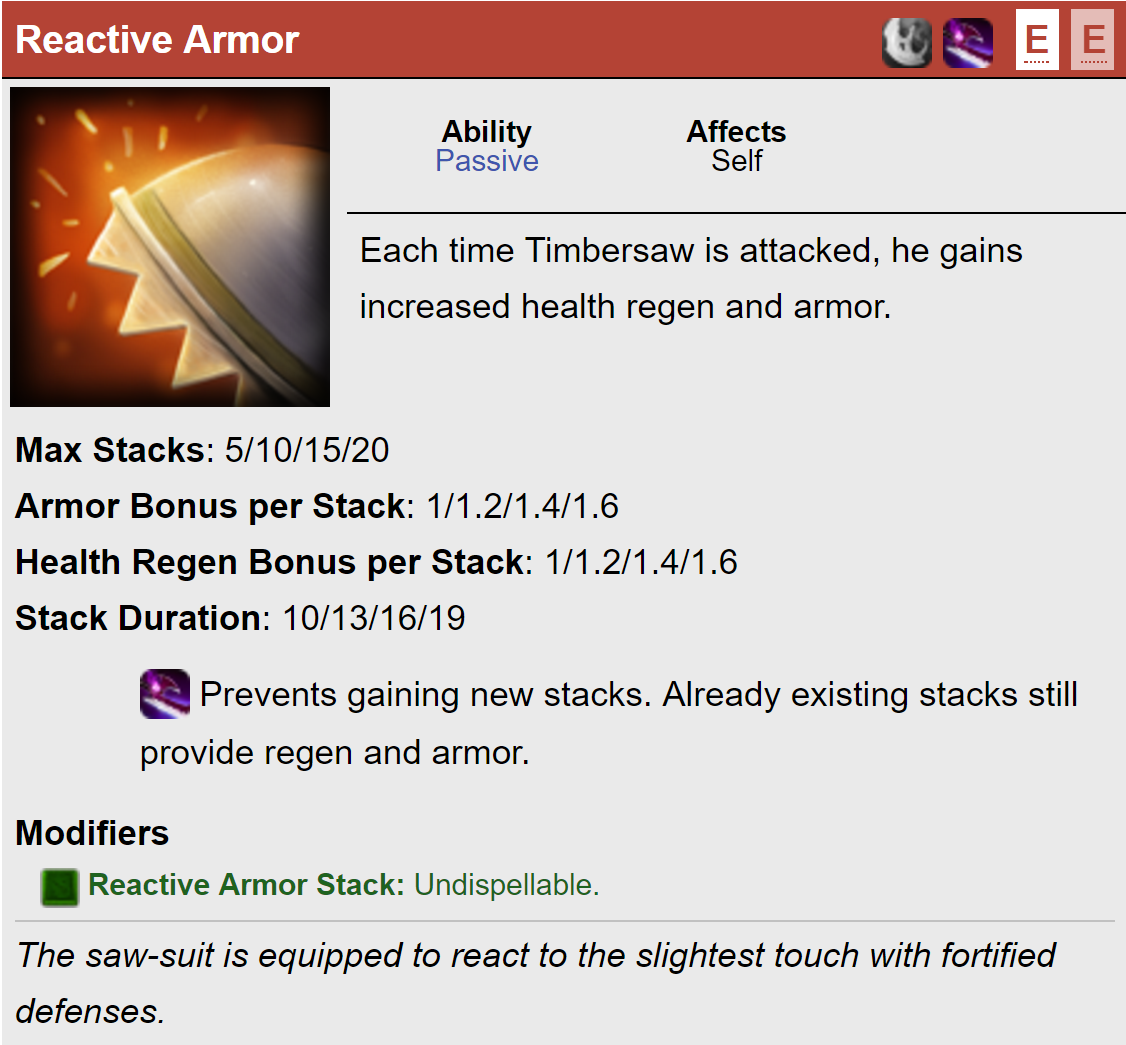 Reactive Armor
E E
Ability Affects
Passive Self
Each time Timbersaw is attacked, he gains
increased health regen and armor.
Max Stacks: 5/10/15/20
Armor Bonus per Stack: 1/1.2/1.4/1.6
Health Regen Bonus per Stack: 1/1.2/1.4/1.6
Stack Duration: 10/13/16/19
Prevents gaining new stacks. Already existing stacks still
provide regen and armor.
Modifiers
Reactive Armor Stack: Undispellable.
The saw-suit is equipped to react to the slightest touch with fortified
defenses.